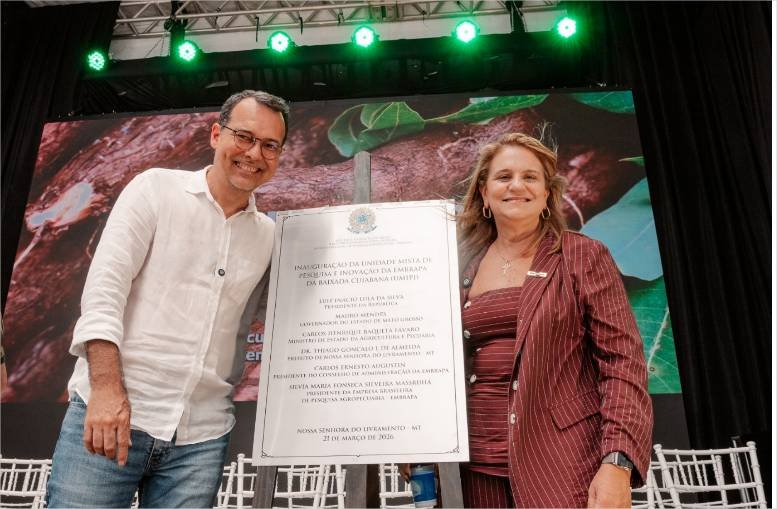 INAUGURAÇÃO DA UNIDADE MISTA DE
PESQUISA E INOVAÇÃO DA EMBRAPA
DA BAIXADA CUIABANA (UMIPI)
LUIZ INÁCIO LULA DA SILVA
PRESIDENTE DA REPÚBLICA
MAURO MENDES
GOVERNADOR DO ESTADO DE MATO GROSSO
CARLOS HENRIQUE BAQUETA FÁVARO
MINISTRO DE ESTADO DA AGRICULTURA E PECUÁRIA
DR. THIAGO GONÇALO L. DE ALMEIDA
PREFEITO DE NOSSA SENHORA DO LIVRAMENTO - MT
CARLOS ERNESTO AUGUSTIN
PRESIDENTE DO CONSELHO DE ADMINISTRAÇÃO DA EMBRAPA
SILVIA MARIA FONSECA SILVEIRA MASSRUHÁ
PRESIDENTE DA EMPRESA BRASILEIRA
DE PESQUISA AGROPECUÁRIA - EMBRAPA
NOSSA SENHORA DO LIVRAMENTO - MT
21 DE MARÇO DE 2026